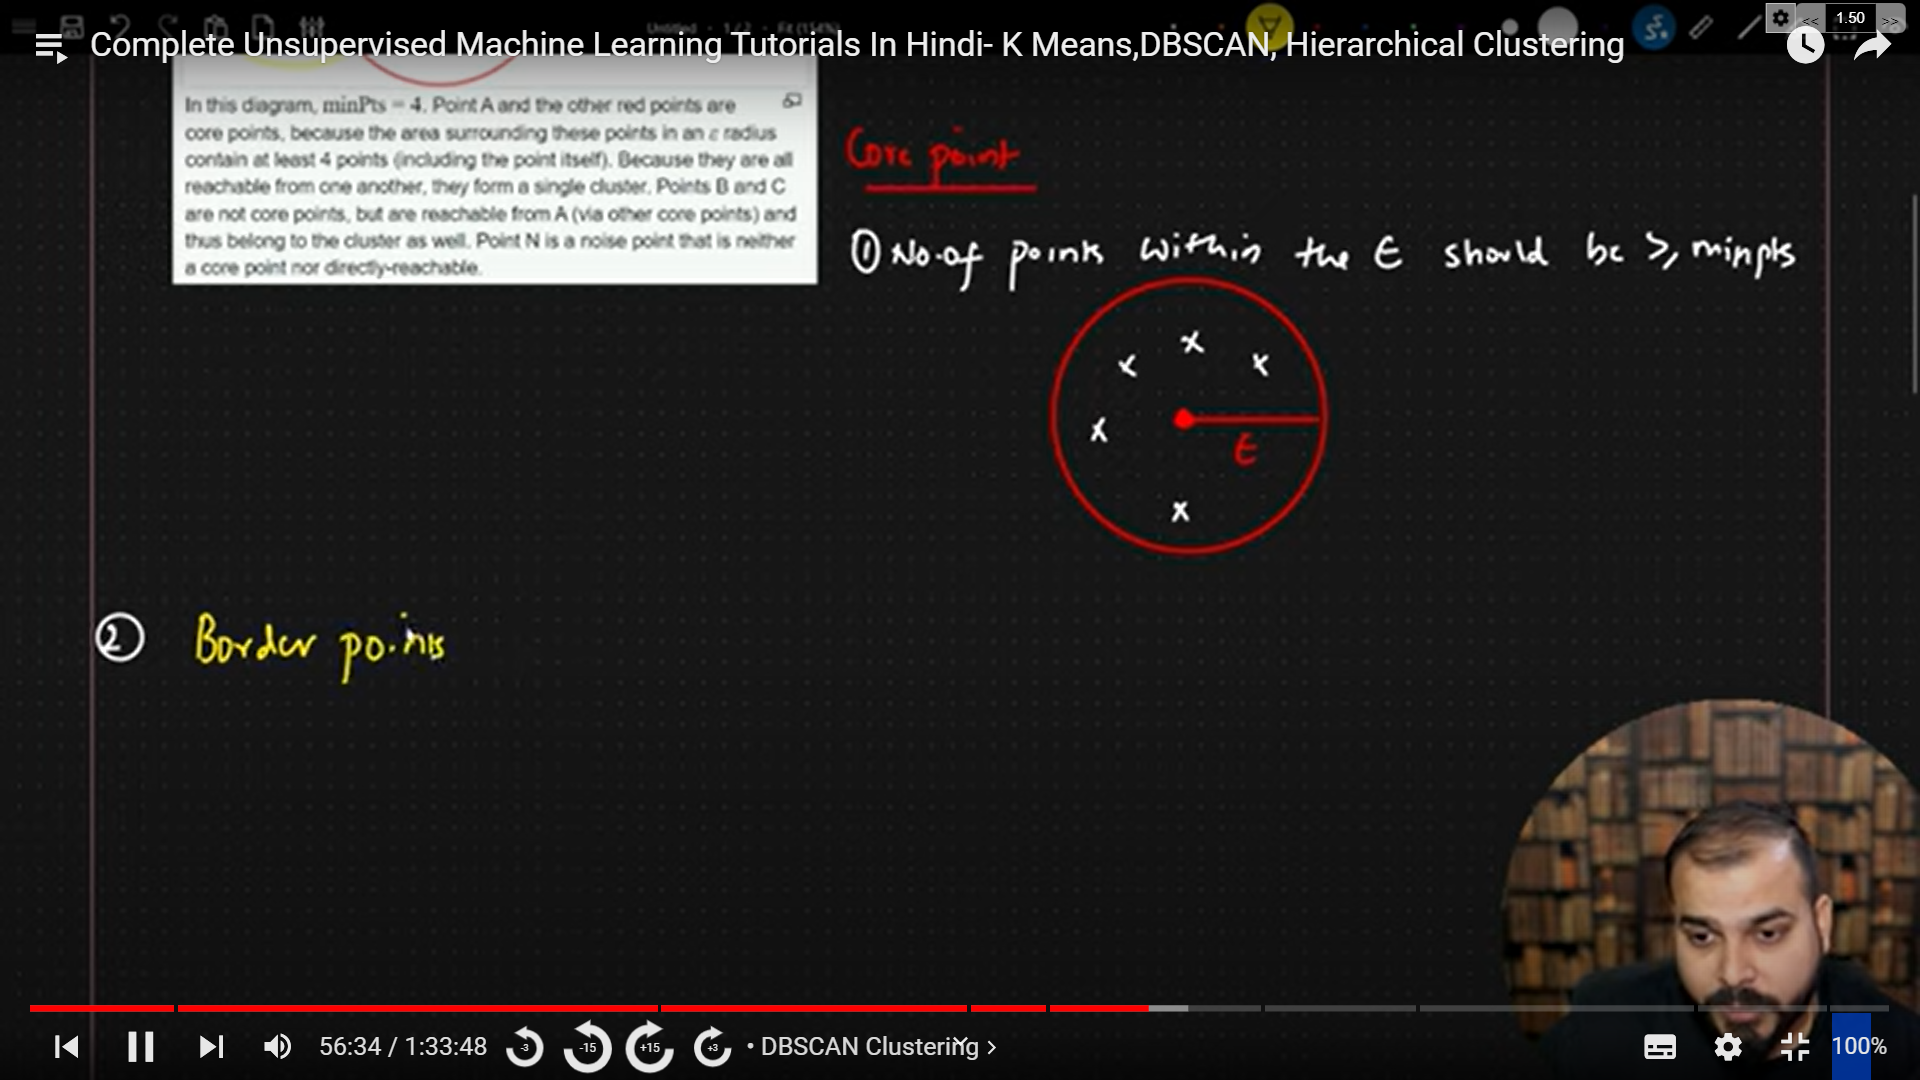 1.50
Complete Unsupervised Machine Learning Tutorials In Hindi- K Means,DBSCAN, Hierarchical Clustering
In this diagram, minPts = 4. Point A and the other red points are
core points, because the area surrounding these points in an ε radius
contain at least 4 points (including the point itself). Because they are all
reachable from one another, they form a single cluster. Points B and C
are not core points, but are reachable from A (via other core points) and
thus belong to the cluster as well. Point N is a noise point that is neither
a core point nor directly-reachable.
Core point
① No. of points within the ε should be >, minpts
x x x
x
ε
x
② Border points
56:34 / 1:33:48 -3 -15 +15 +3 • DBSCAN Clustering > 100%